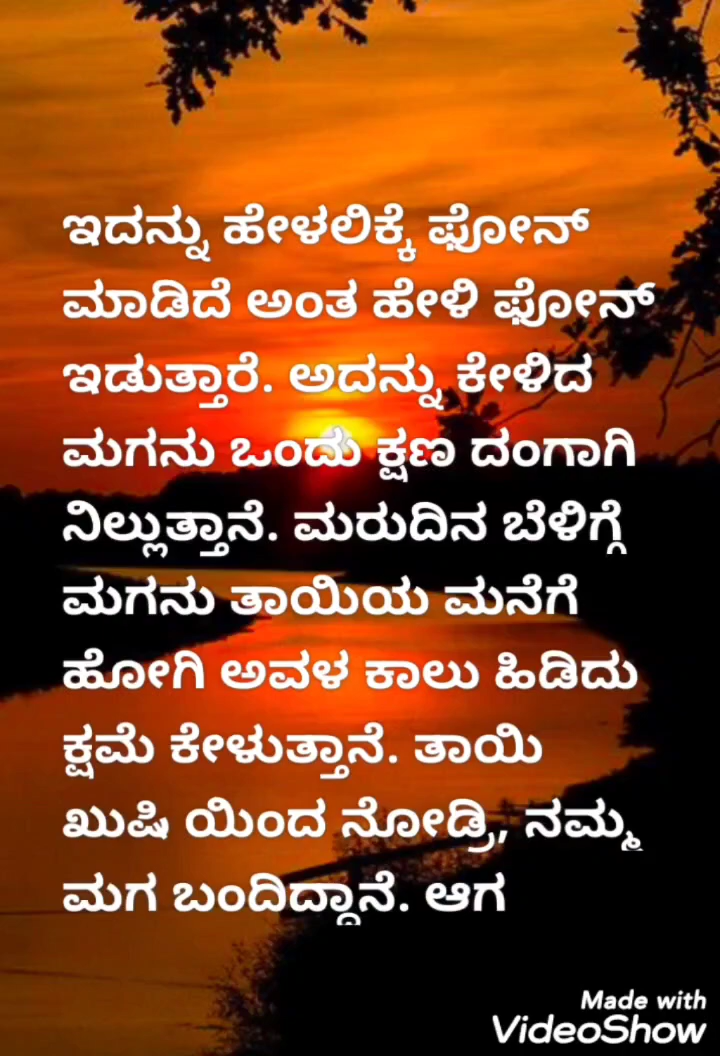 ಇದನ್ನು ಹೇಳಲಿಕ್ಕೆ ಫೋನ್
ಮಾಡಿದೆ ಅಂತ ಹೇಳಿ ಫೋನ್
ಇಡುತ್ತಾರೆ. ಅದನ್ನು ಕೇಳಿದ
ಮಗನು ಒಂದು ಕ್ಷಣ ದಂಗಾಗಿ
ನಿಲ್ಲುತ್ತಾನೆ. ಮರುದಿನ ಬೆಳಿಗ್ಗೆ
ಮಗನು ತಾಯಿಯ ಮನೆಗೆ
ಹೋಗಿ ಅವಳ ಕಾಲು ಹಿಡಿದು
ಕ್ಷಮೆ ಕೇಳುತ್ತಾನೆ. ತಾಯಿ
ಖುಷಿ ಯಿಂದ ನೋಡ್ರಿ, ನಮ್ಮ
ಮಗ ಬಂದಿದ್ದಾನೆ. ಆಗ
Made with
VideoShow